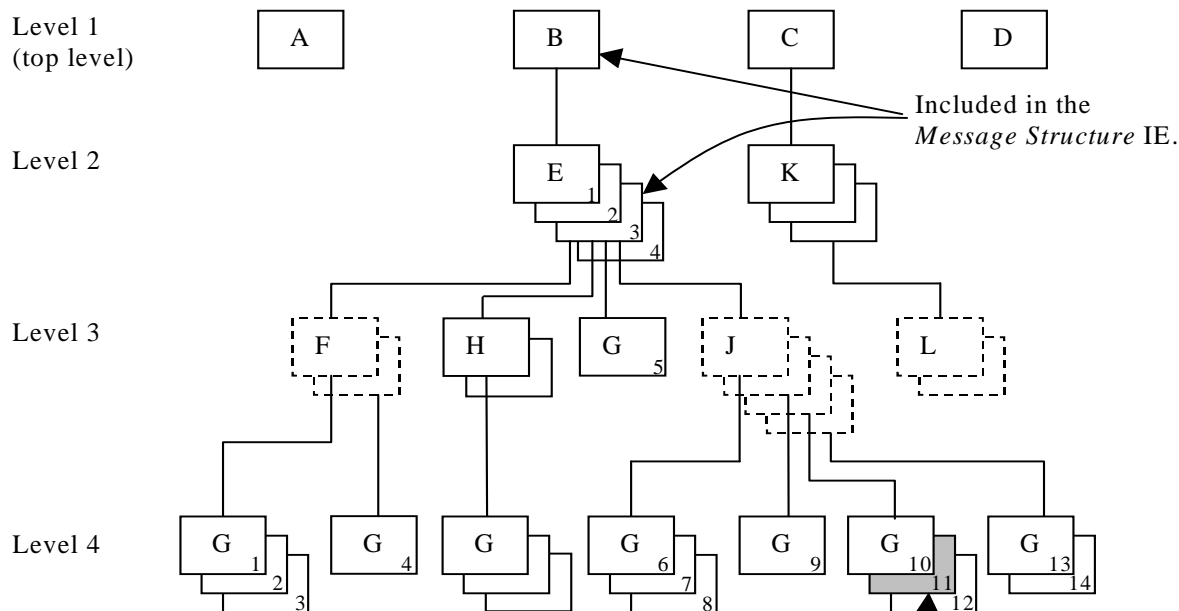 Level 1
(top level)
A
B
C
D
Included in the
Message Structure IE.
Level 2
E
1
2
3
4
K
Level 3
F
H
G
5
J
L
Level 4
G
1
2
3
G
4
G
G
6
7
8
G
9
G
10
11
12
G
13
14